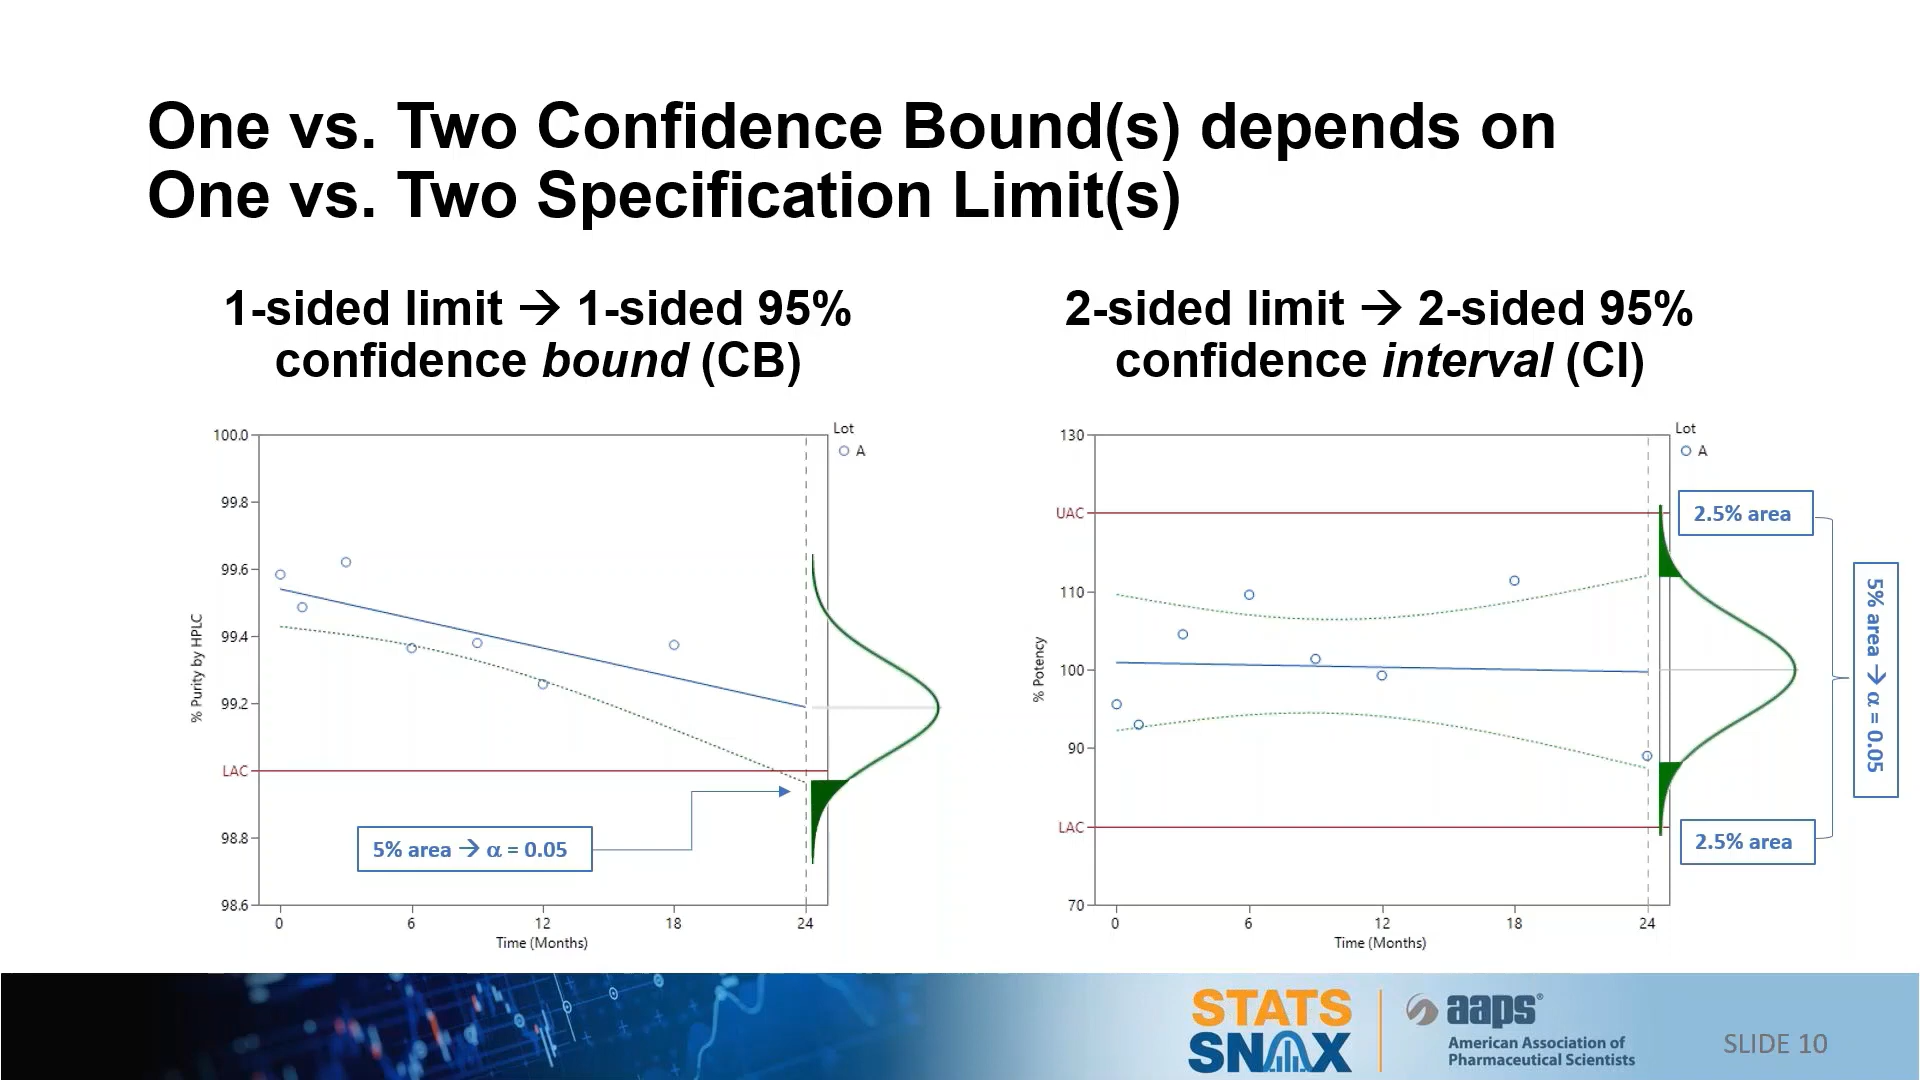 One vs. Two Confidence Bound(s) depends on
One vs. Two Specification Limit(s)
1-sided limit → 1-sided 95%
confidence bound (CB)
2-sided limit → 2-sided 95%
confidence interval (CI)
Lot
A
100.0
99.8
99.6
99.4
99.2
LAC
98.8
98.6
% Purity by HPLC
5% area → α = 0.05
0 6 12 18 24
Time (Months)
Lot
A
130
UAC
110
100
90
LAC
70
% Potency
2.5% area
5% area → α = 0.05
2.5% area
0 6 12 18 24
Time (Months)
STATS
SNAX
aaps®
American Association of
Pharmaceutical Scientists
SLIDE 10